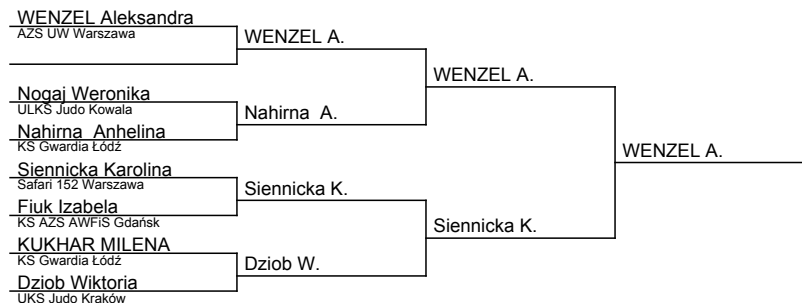 WENZEL Aleksandra
AZS UW Warszawa
WENZEL A.
WENZEL A.
Nogaj Weronika
ULKS Judo Kowala
Nahirna A.
Nahirna Anhelina
KS Gwardia Łódź
WENZEL A.
Siennicka Karolina
Safari 152 Warszawa
Siennicka K.
Fiuk Izabela
KS AZS AWFiS Gdańsk
Siennicka K.
KUKHAR MILENA
KS Gwardia Łódź
Dziob W.
Dziob Wiktoria
UKS Judo Kraków